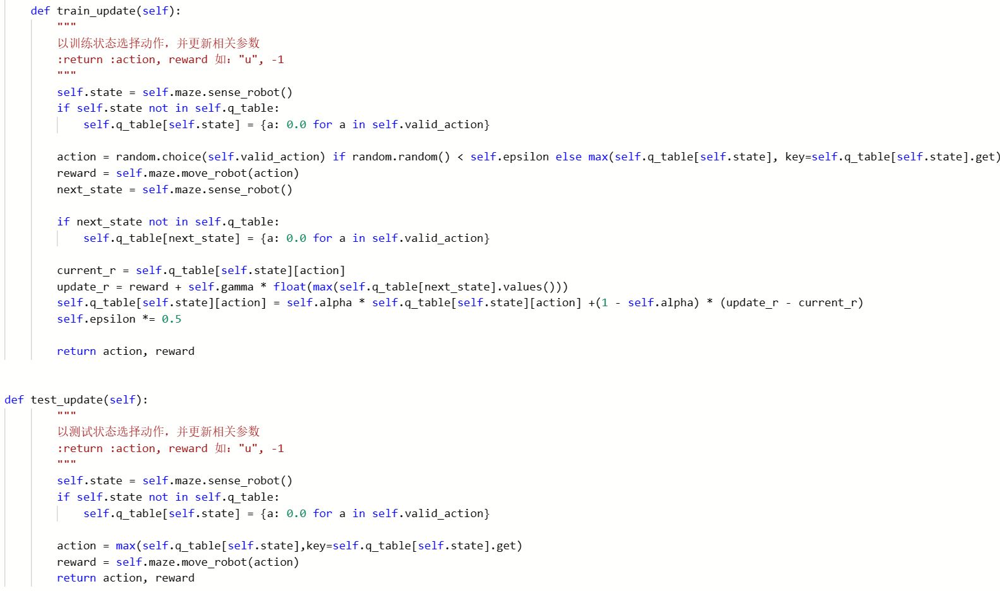 def train_update(self):
"""
以训练状态选择动作，并更新相关参数
:return :action, reward 如："u", -1
"""
self.state = self.maze.sense_robot()
if self.state not in self.q_table:
self.q_table[self.state] = {a: 0.0 for a in self.valid_action}
action = random.choice(self.valid_action) if random.random() < self.epsilon else max(self.q_table[self.state], key=self.q_table[self.state].get)
reward = self.maze.move_robot(action)
next_state = self.maze.sense_robot()
if next_state not in self.q_table:
self.q_table[next_state] = {a: 0.0 for a in self.valid_action}
current_r = self.q_table[self.state][action]
update_r = reward + self.gamma * float(max(self.q_table[next_state].values()))
self.q_table[self.state][action] = self.alpha * self.q_table[self.state][action] +(1 - self.alpha) * (update_r - current_r)
self.epsilon *= 0.5
return action, reward
def test_update(self):
"""
以测试状态选择动作，并更新相关参数
:return :action, reward 如："u", -1
"""
self.state = self.maze.sense_robot()
if self.state not in self.q_table:
self.q_table[self.state] = {a: 0.0 for a in self.valid_action}
action = max(self.q_table[self.state],key=self.q_table[self.state].get)
reward = self.maze.move_robot(action)
return action, reward